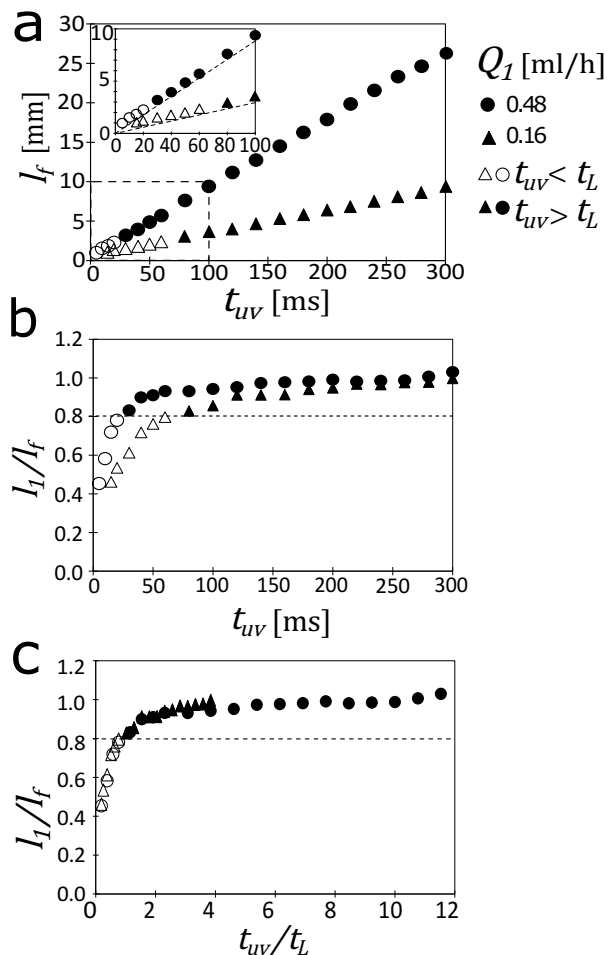 a
30
25
20
15
10
5
0
l_f [mm]
10
5
0
0 20 40 60 80 100
0 50 100 150 200 250 300
t_uv [ms]
Q_1 [ml/h]
● 0.48
▲ 0.16
△○ t_uv < t_L
▲● t_uv > t_L
b
1.2
1.0
0.8
0.6
0.4
0.2
0.0
l_1/l_f
0 50 100 150 200 250 300
t_uv [ms]
c
1.2
1.0
0.8
0.6
0.4
0.2
0.0
l_1/l_f
0 2 4 6 8 10 12
t_uv/t_L